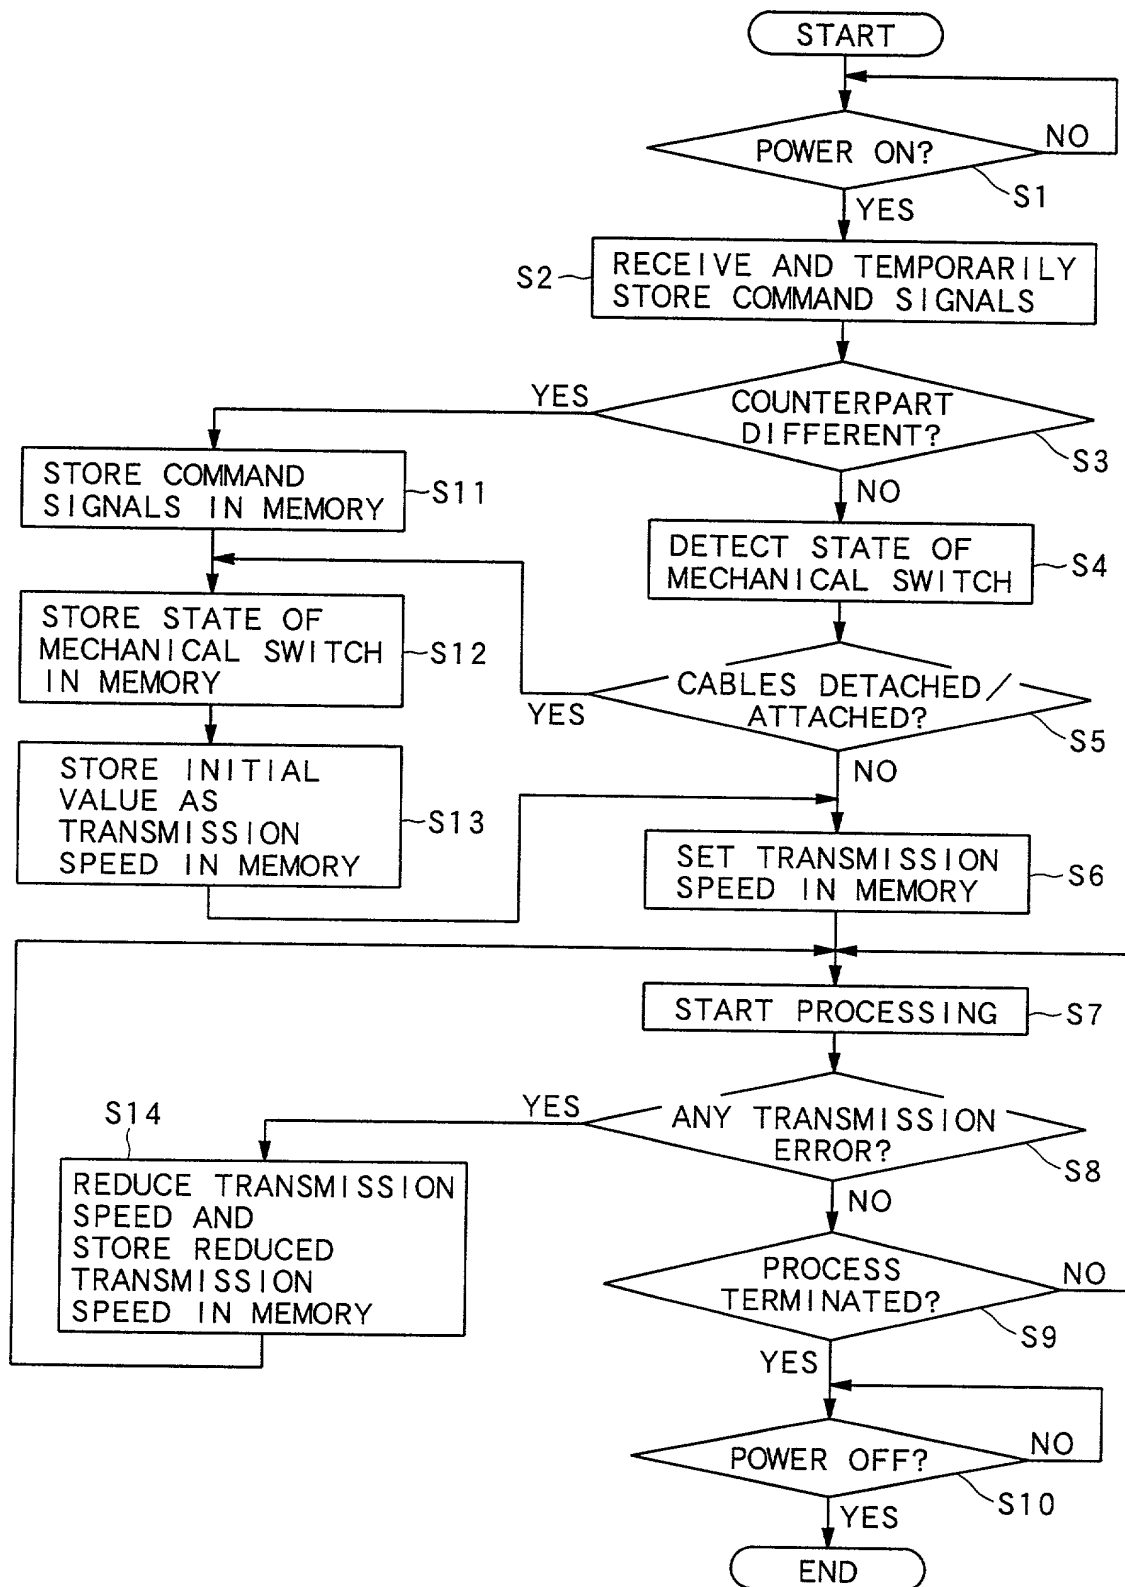 START
POWER ON?
NO
S1
YES
S2
RECEIVE AND TEMPORARILY
STORE COMMAND SIGNALS
YES
COUNTERPART
DIFFERENT?
S3
NO
STORE COMMAND
SIGNALS IN MEMORY
S11
DETECT STATE OF
MECHANICAL SWITCH
S4
STORE STATE OF
MECHANICAL SWITCH
IN MEMORY
S12
YES
CABLES DETACHED/
ATTACHED?
S5
NO
STORE INITIAL
VALUE AS
TRANSMISSION
SPEED IN MEMORY
S13
SET TRANSMISSION
SPEED IN MEMORY
S6
START PROCESSING
S7
YES
ANY TRANSMISSION
ERROR?
S8
NO
S14
REDUCE TRANSMISSION
SPEED AND
STORE REDUCED
TRANSMISSION
SPEED IN MEMORY
PROCESS
TERMINATED?
NO
S9
YES
POWER OFF?
NO
S10
YES
END